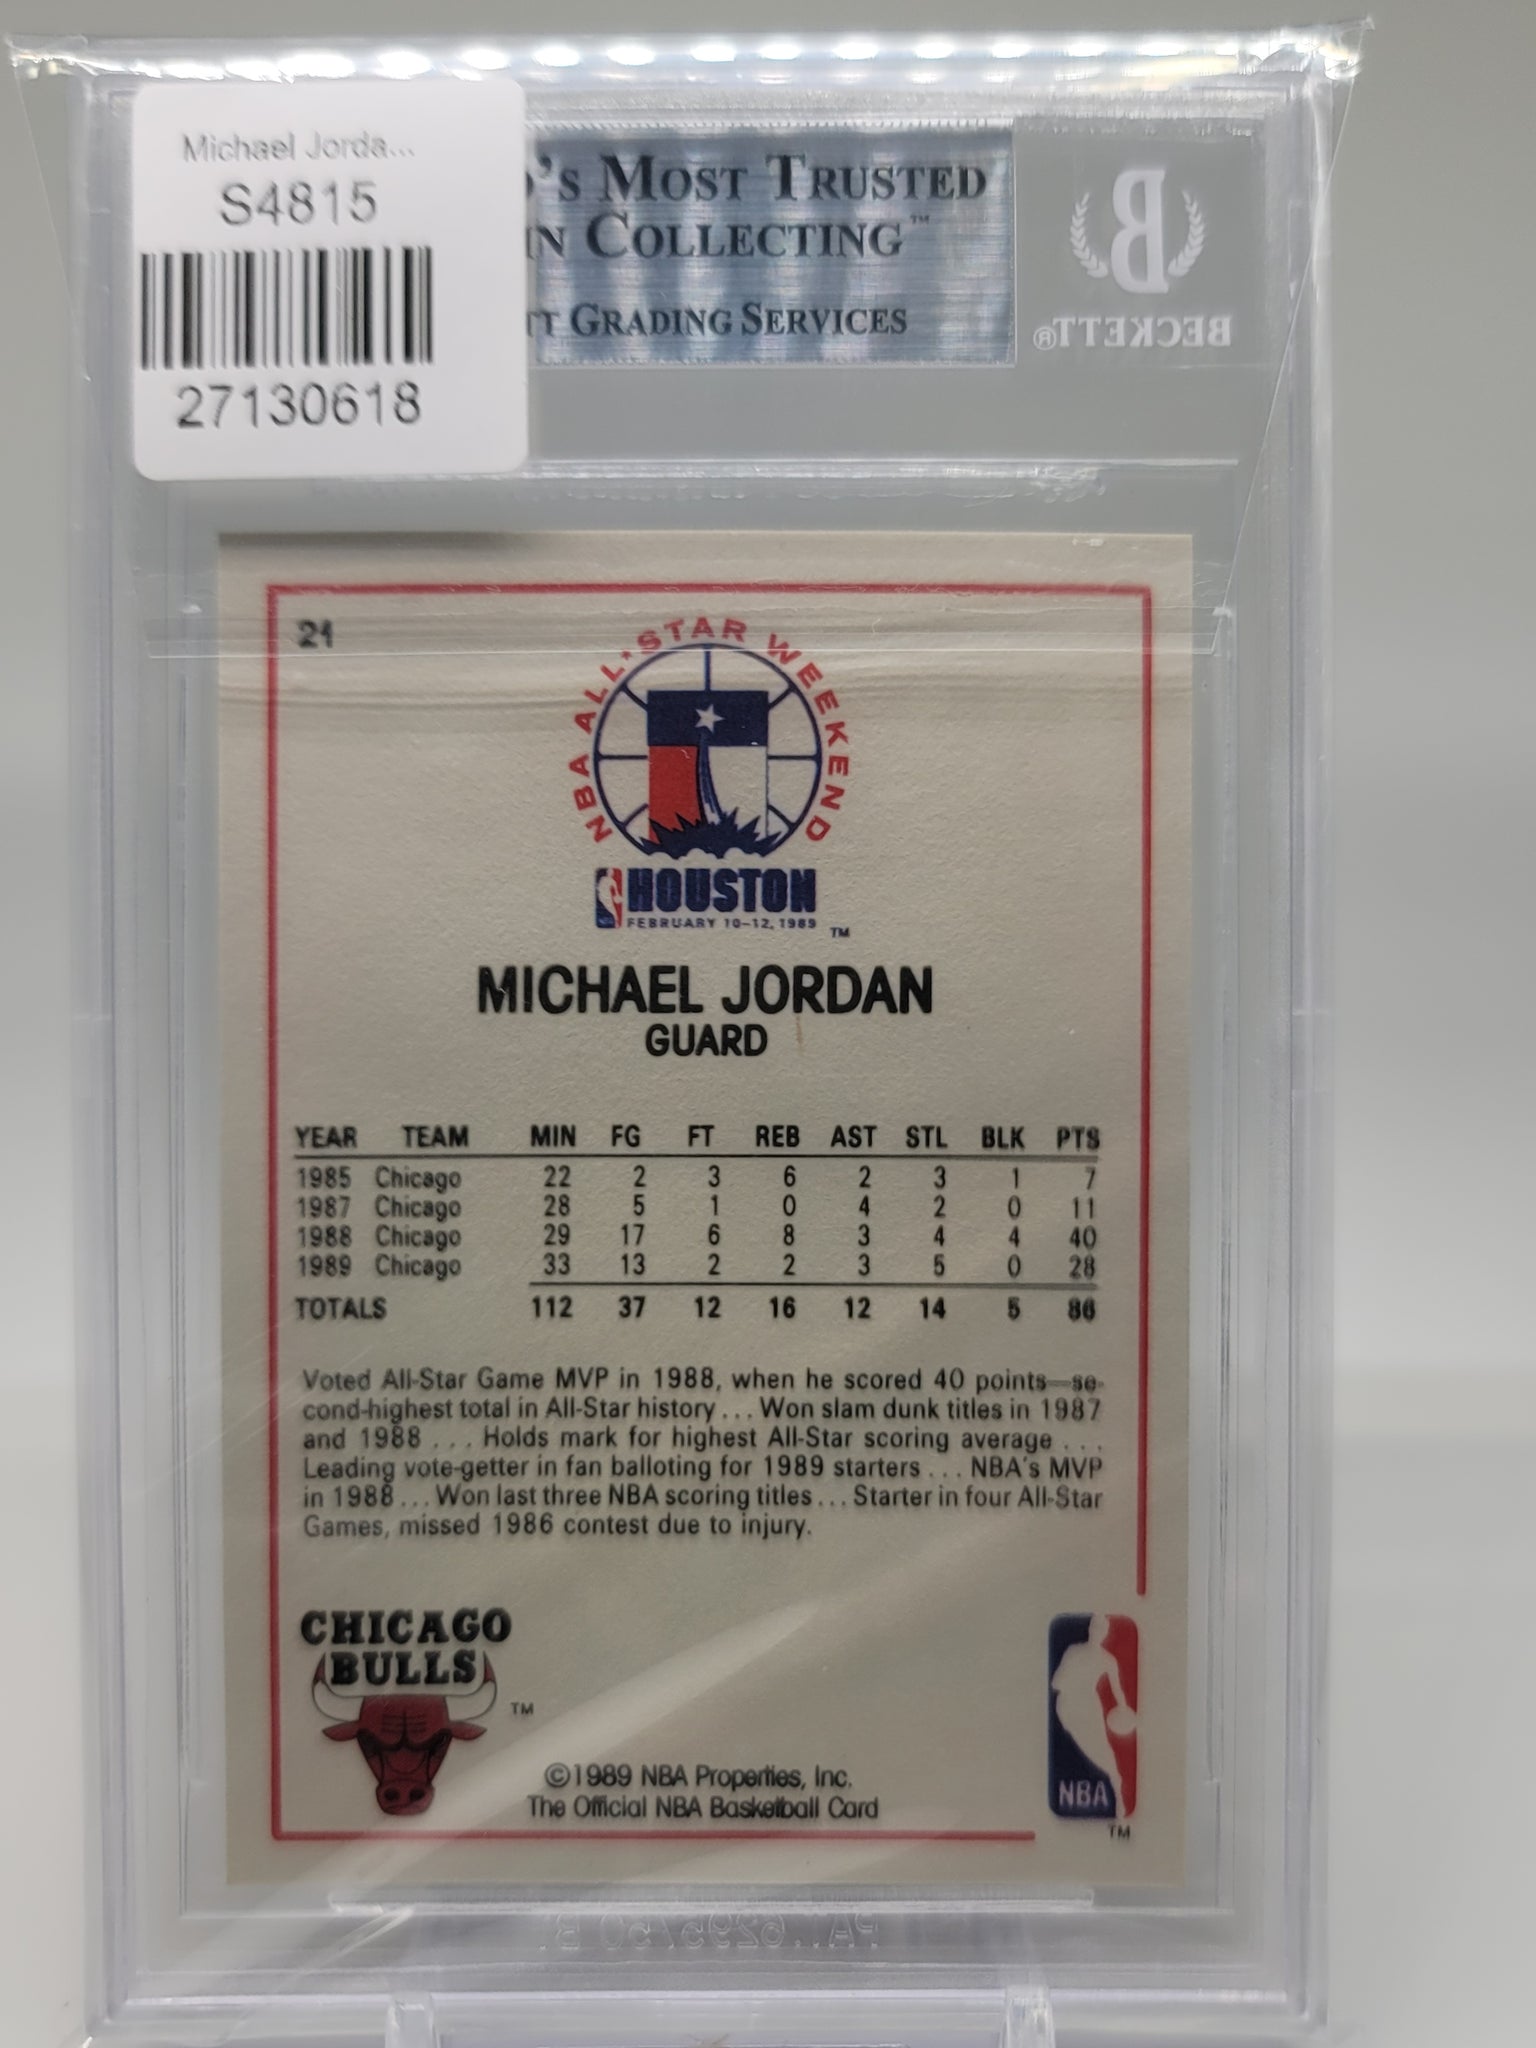 Michael Jorda...
S4815
27130618
'S MOST TRUSTED
IN COLLECTING™
TT GRADING SERVICES
BECKETT®
21
NBA ALL★STAR WEEKEND
HOUSTON
FEBRUARY 10–12, 1989 TM
MICHAEL JORDAN
GUARD
YEAR TEAM MIN FG FT REB AST STL BLK PTS
1985 Chicago 22 2 3 6 2 3 1 7
1987 Chicago 28 5 1 0 4 2 0 11
1988 Chicago 29 17 6 8 3 4 4 40
1989 Chicago 33 13 2 2 3 5 0 28
TOTALS 112 37 12 16 12 14 5 86
Voted All-Star Game MVP in 1988, when he scored 40 points—se-
cond-highest total in All-Star history . . . Won slam dunk titles in 1987
and 1988 . . . Holds mark for highest All-Star scoring average . . .
Leading vote-getter in fan balloting for 1989 starters . . . NBA's MVP
in 1988 . . . Won last three NBA scoring titles . . . Starter in four All-Star
Games, missed 1986 contest due to injury.
CHICAGO
BULLS
TM
©1989 NBA Properties, Inc.
The Official NBA Basketball Card
NBA
TM